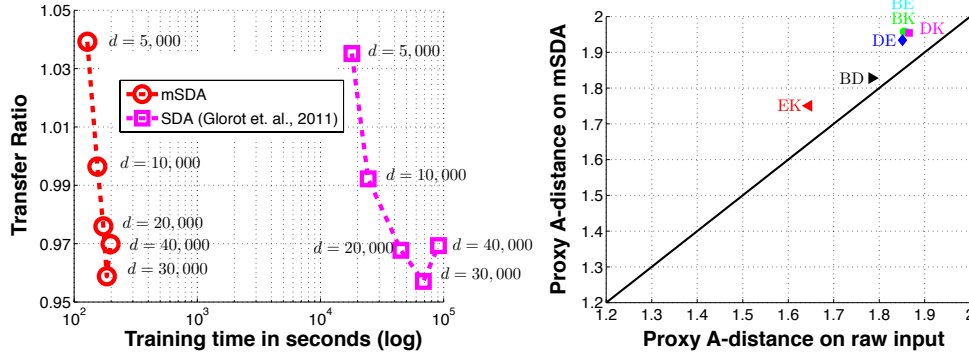 1.05
1.03
1.01
0.99
0.97
0.95
Transfer Ratio
10^2
10^3
10^4
10^5
Training time in seconds (log)
d = 5,000
d = 10,000
d = 20,000
d = 40,000
d = 30,000
mSDA
SDA (Glorot et. al., 2011)
d = 5,000
d = 10,000
d = 20,000
d = 40,000
d = 30,000
2
1.9
1.8
1.7
1.6
1.5
1.4
1.3
1.2
Proxy A-distance on mSDA
1.2
1.3
1.4
1.5
1.6
1.7
1.8
1.9
2
Proxy A-distance on raw input
BE
BK
DK
DE
BD
EK